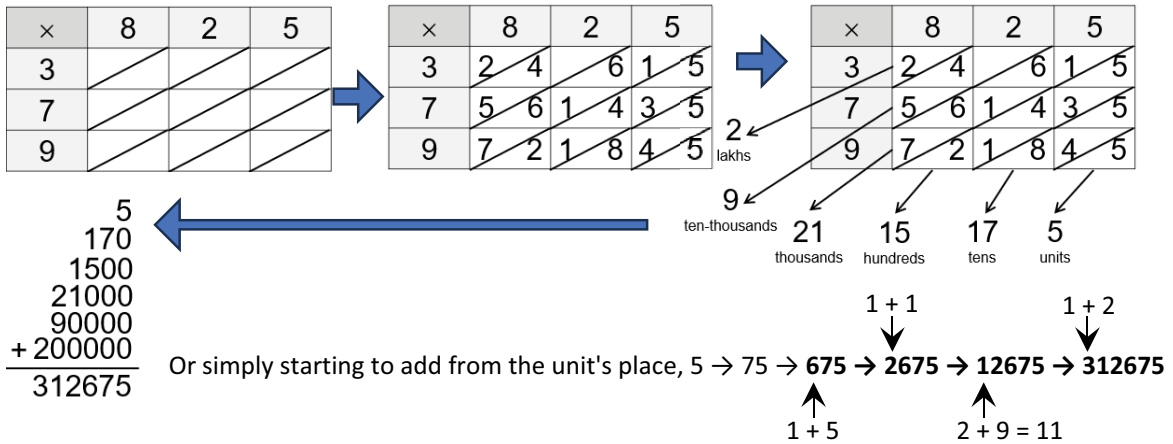 × 8 2 5
3
7
9
× 8 2 5
3 2 4 6 1 5
7 5 6 1 4 3 5
9 7 2 1 8 4 5
× 8 2 5
3 2 4 6 1 5
7 5 6 1 4 3 5
9 7 2 1 8 4 5
2
lakhs
9
ten-thousands
21
thousands
15
hundreds
17
tens
5
units
5
170
1500
21000
90000
+ 200000
312675
1 + 1
1 + 2
Or simply starting to add from the unit's place, 5 → 75 → 675 → 2675 → 12675 → 312675
1 + 5
2 + 9 = 11